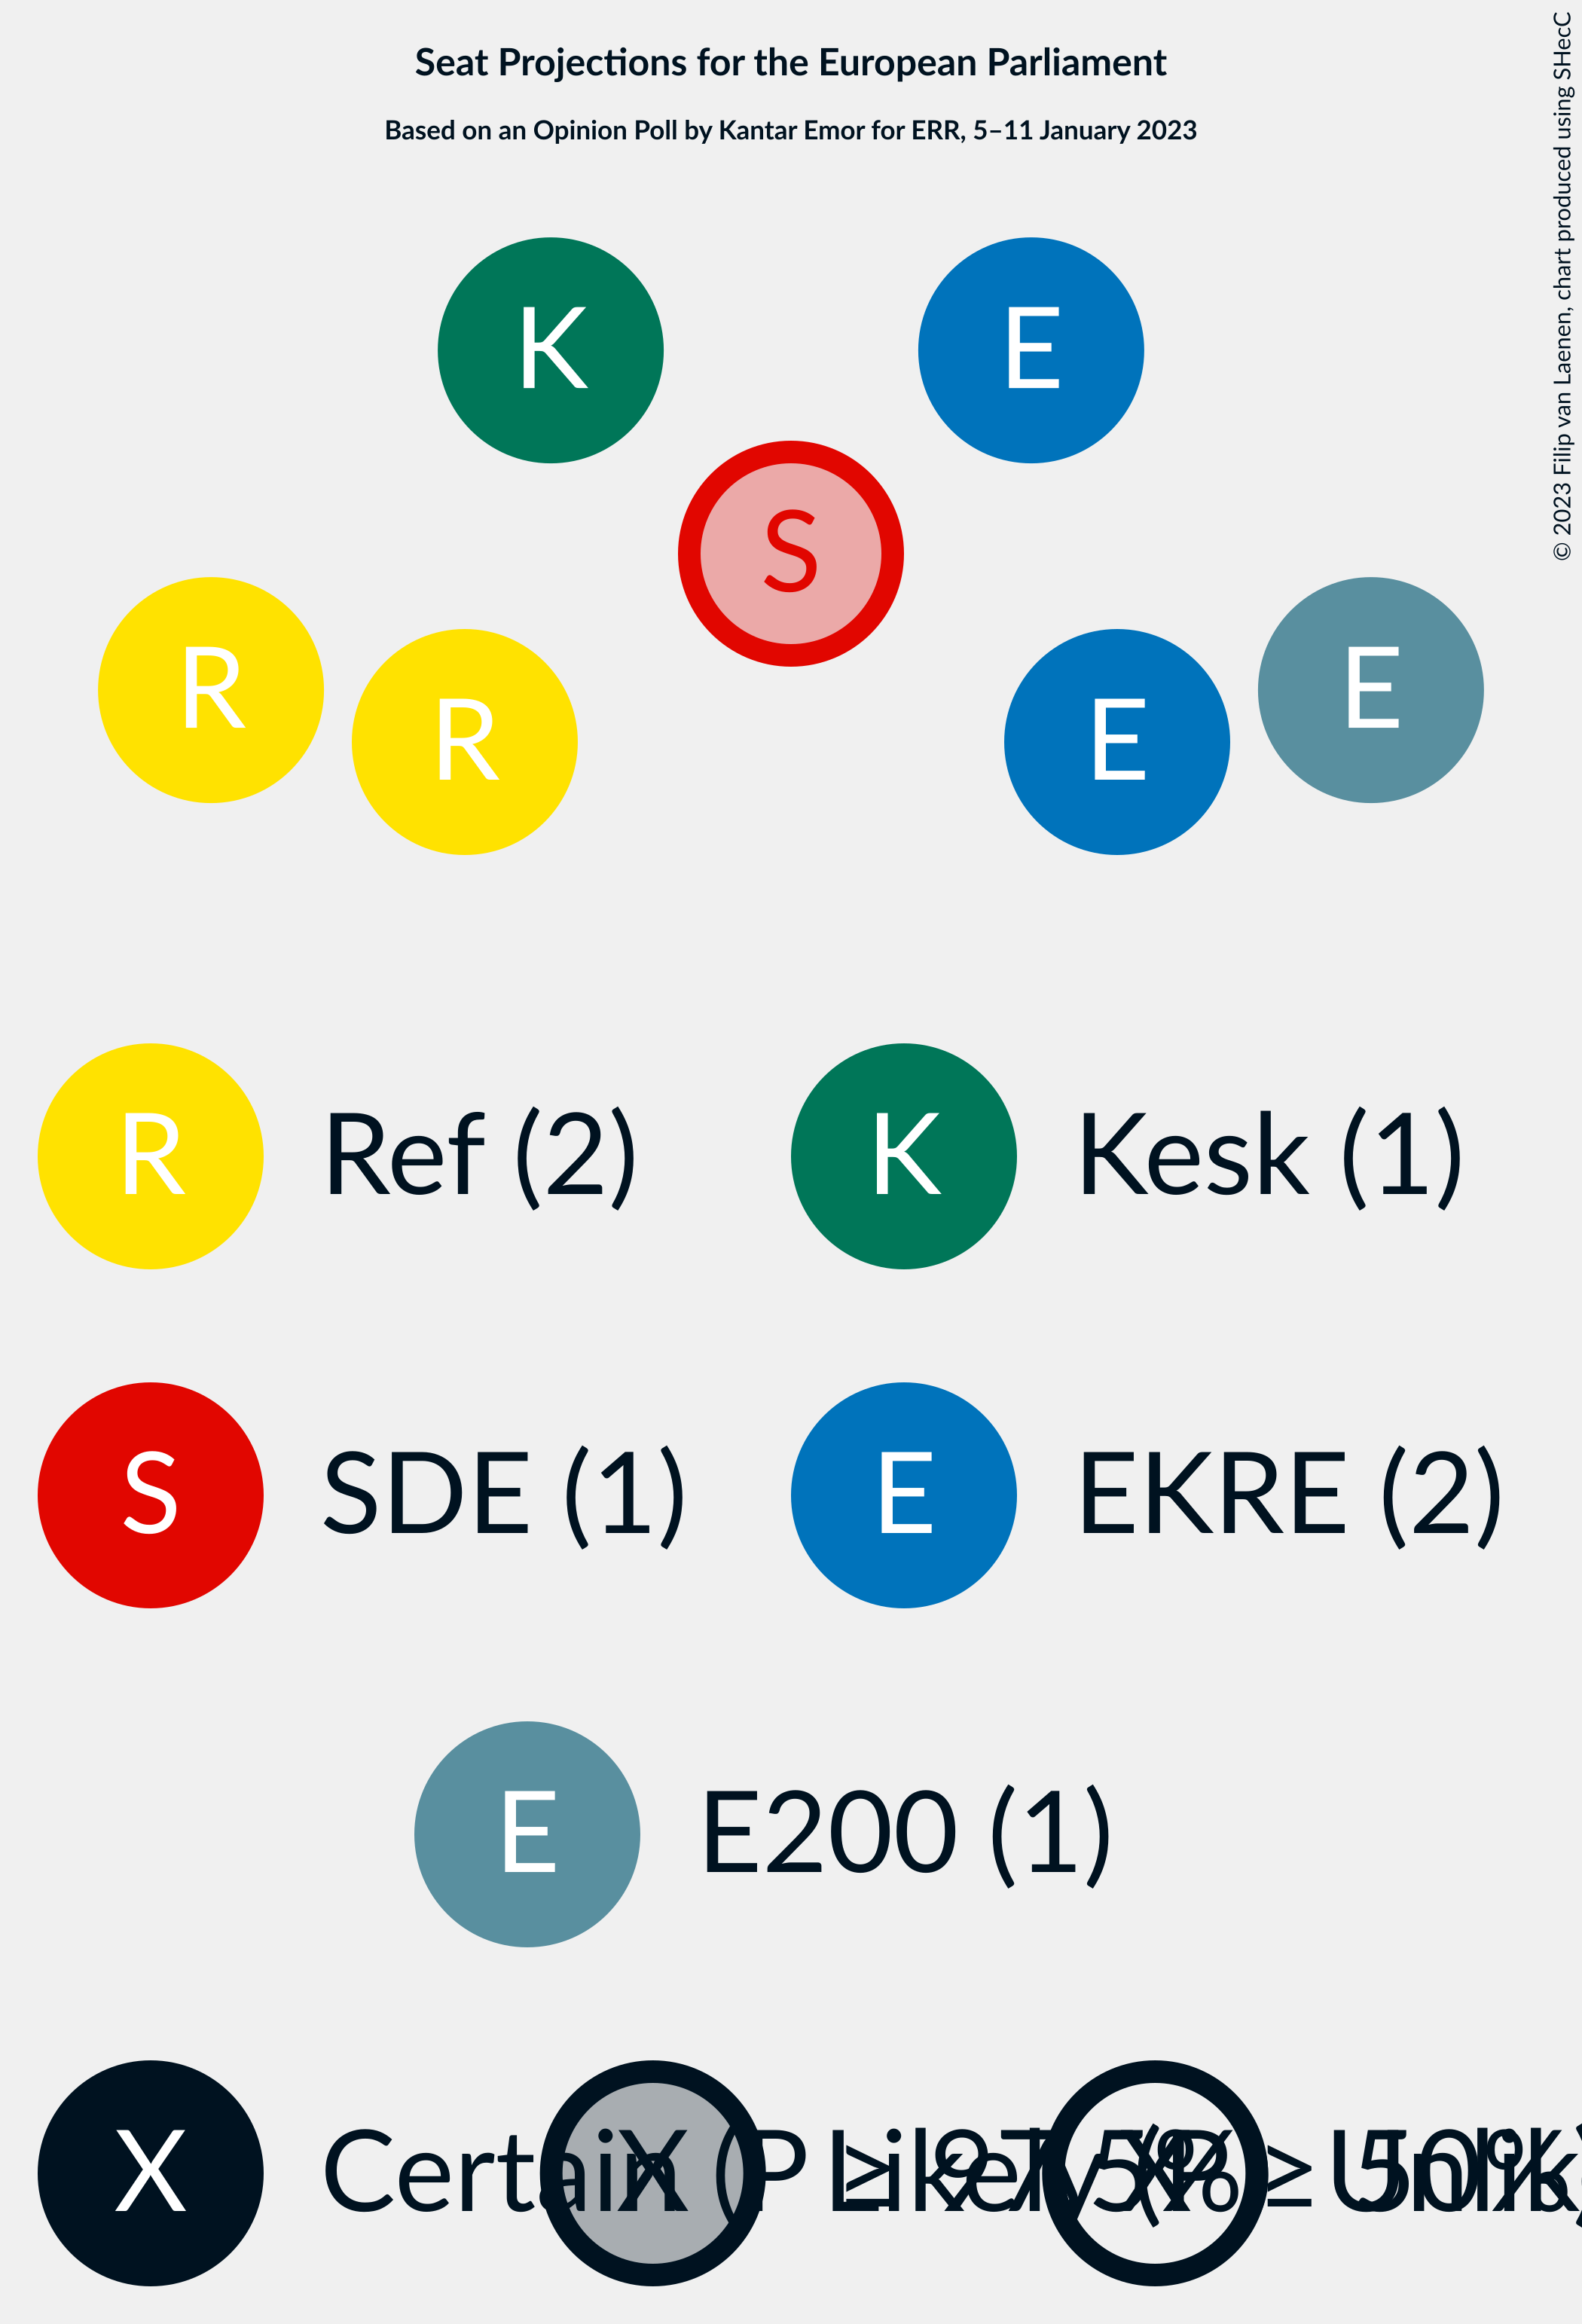 Seat Projections for the European Parliament
Based on an Opinion Poll by Kantar Emor for ERR, 5–11 January 2023
© 2023 Filip van Laenen, chart produced using SHecC
K E
S
R R E E
R Ref (2) K Kesk (1)
S SDE (1) E EKRE (2)
E E200 (1)
X Certain X X